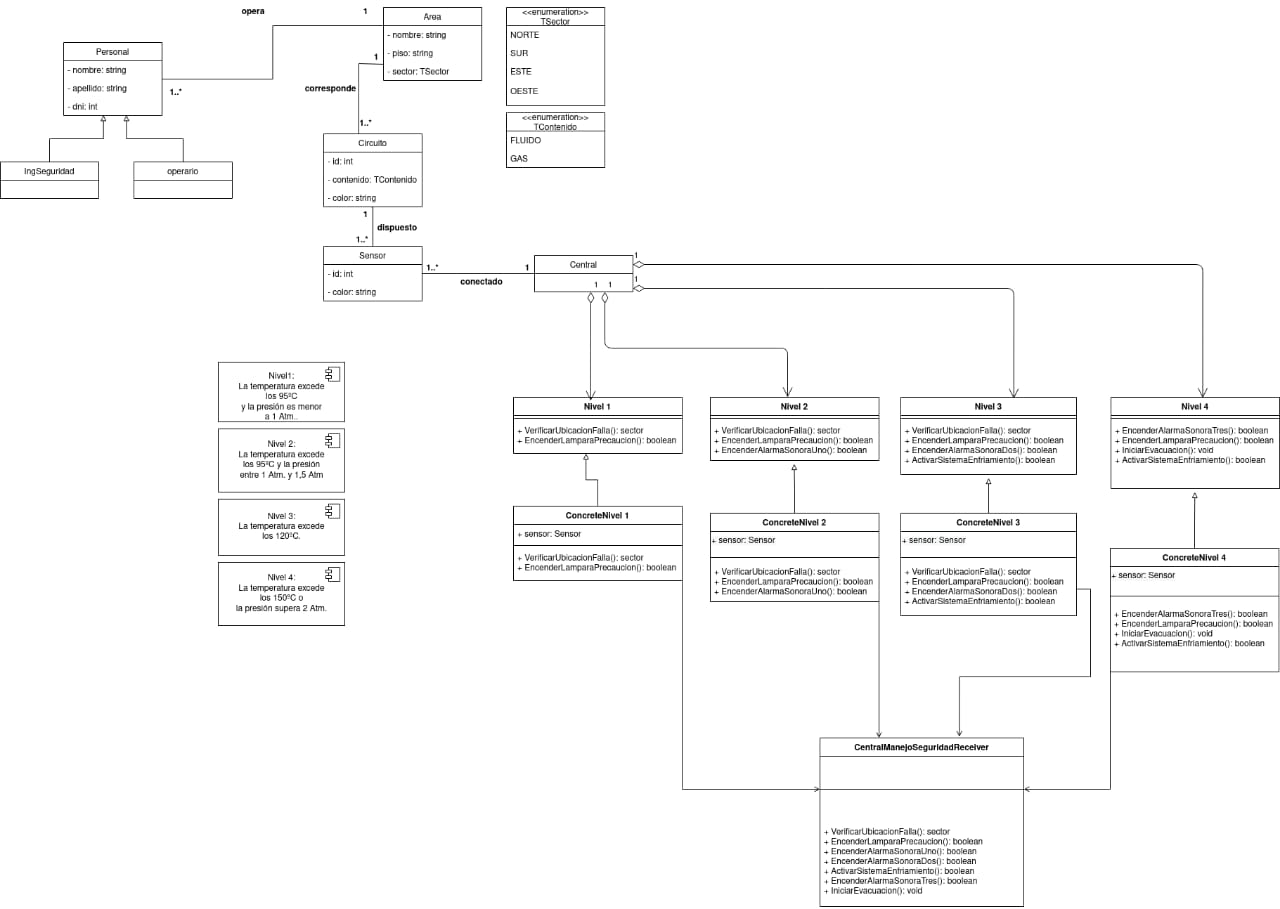 opera
1
1..*
Personal
- nombre: string
- apellido: string
- dni: int
IngSeguridad
operario
Area
- nombre: string
- piso: string
- sector: TSector
1
corresponde
1..*
<<enumeration>>
TSector
NORTE
SUR
ESTE
OESTE
<<enumeration>>
TContenido
FLUIDO
GAS
Circuito
- id: int
- contenido: TContenido
- color: string
1
dispuesto
1..*
Sensor
- id: int
- color: string
1..*
conectado
1
Central
1
1
1
1
Nivel1:
La temperatura excede
los 95ºC
y la presión es menor
a 1 Atm..
Nivel 2:
La temperatura excede
los 95ºC y la presión
entre 1 Atm. y 1,5 Atm
Nivel 3:
La temperatura excede
los 120ºC.
Nivel 4:
La temperatura excede
los 150ºC o
la presión supera 2 Atm.
Nivel 1
+ VerificarUbicacionFalla(): sector
+ EncenderLamparaPrecaucion(): boolean
Nivel 2
+ VerificarUbicacionFalla(): sector
+ EncenderLamparaPrecaucion(): boolean
+ EncenderAlarmaSonoraUno(): boolean
Nivel 3
+ VerificarUbicacionFalla(): sector
+ EncenderLamparaPrecaucion(): boolean
+ EncenderAlarmaSonoraDos(): boolean
+ ActivarSistemaEnfriamiento(): boolean
Nivel 4
+ EncenderAlarmaSonoraTres(): boolean
+ EncenderLamparaPrecaucion(): boolean
+ IniciarEvacuacion(): void
+ ActivarSistemaEnfriamiento(): boolean
ConcreteNivel 1
+ sensor: Sensor
+ VerificarUbicacionFalla(): sector
+ EncenderLamparaPrecaucion(): boolean
ConcreteNivel 2
+ sensor: Sensor
+ VerificarUbicacionFalla(): sector
+ EncenderLamparaPrecaucion(): boolean
+ EncenderAlarmaSonoraUno(): boolean
ConcreteNivel 3
+ sensor: Sensor
+ VerificarUbicacionFalla(): sector
+ EncenderLamparaPrecaucion(): boolean
+ EncenderAlarmaSonoraDos(): boolean
+ ActivarSistemaEnfriamiento(): boolean
ConcreteNivel 4
+ sensor: Sensor
+ EncenderAlarmaSonoraTres(): boolean
+ EncenderLamparaPrecaucion(): boolean
+ IniciarEvacuacion(): void
+ ActivarSistemaEnfriamiento(): boolean
CentralManejoSeguridadReceiver
+ VerificarUbicacionFalla(): sector
+ EncenderLamparaPrecaucion(): boolean
+ EncenderAlarmaSonoraUno(): boolean
+ EncenderAlarmaSonoraDos(): boolean
+ ActivarSistemaEnfriamiento(): boolean
+ EncenderAlarmaSonoraTres(): boolean
+ IniciarEvacuacion(): void